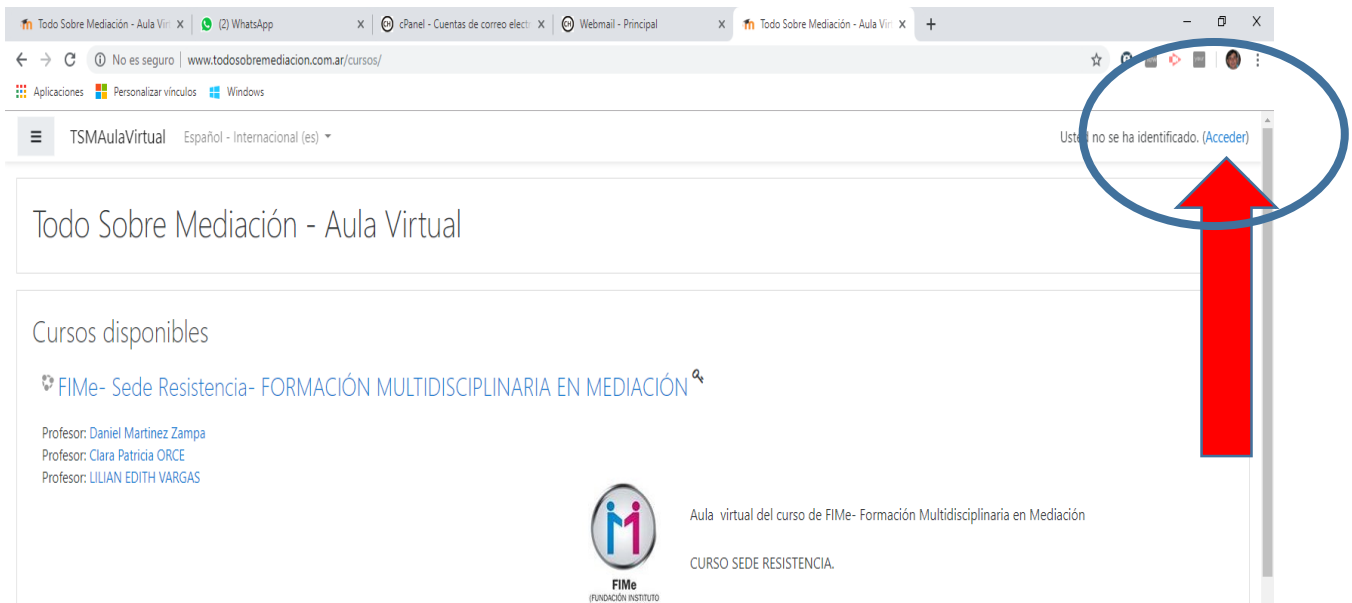 Todo Sobre Mediación - Aula Vir
(2) WhatsApp
cPanel - Cuentas de correo elect
Webmail - Principal
Todo Sobre Mediación - Aula Vir
No es seguro | www.todosobremediacion.com.ar/cursos/
Aplicaciones
Personalizar vínculos
Windows
TSMAulaVirtual
Español - Internacional (es)
Usted no se ha identificado. (Acceder)
Todo Sobre Mediación - Aula Virtual
Cursos disponibles
FIMe- Sede Resistencia- FORMACIÓN MULTIDISCIPLINARIA EN MEDIACIÓN
Profesor: Daniel Martinez Zampa
Profesor: Clara Patricia ORCE
Profesor: LILIAN EDITH VARGAS
Aula virtual del curso de FIMe- Formación Multidisciplinaria en Mediación
CURSO SEDE RESISTENCIA.
FIMe
(FUNDACIÓN INSTITUTO